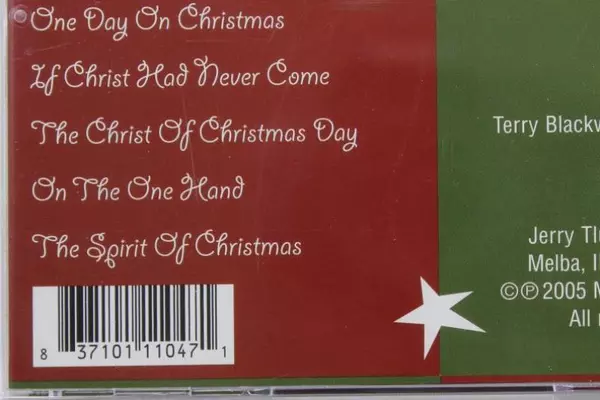 One Day On Christmas
If Christ Had Never Come
The Christ Of Christmas Day
On The One Hand
The Spirit Of Christmas
8 37101 11047 1
Terry
Jerry
Melba,
©℗ 2005
All